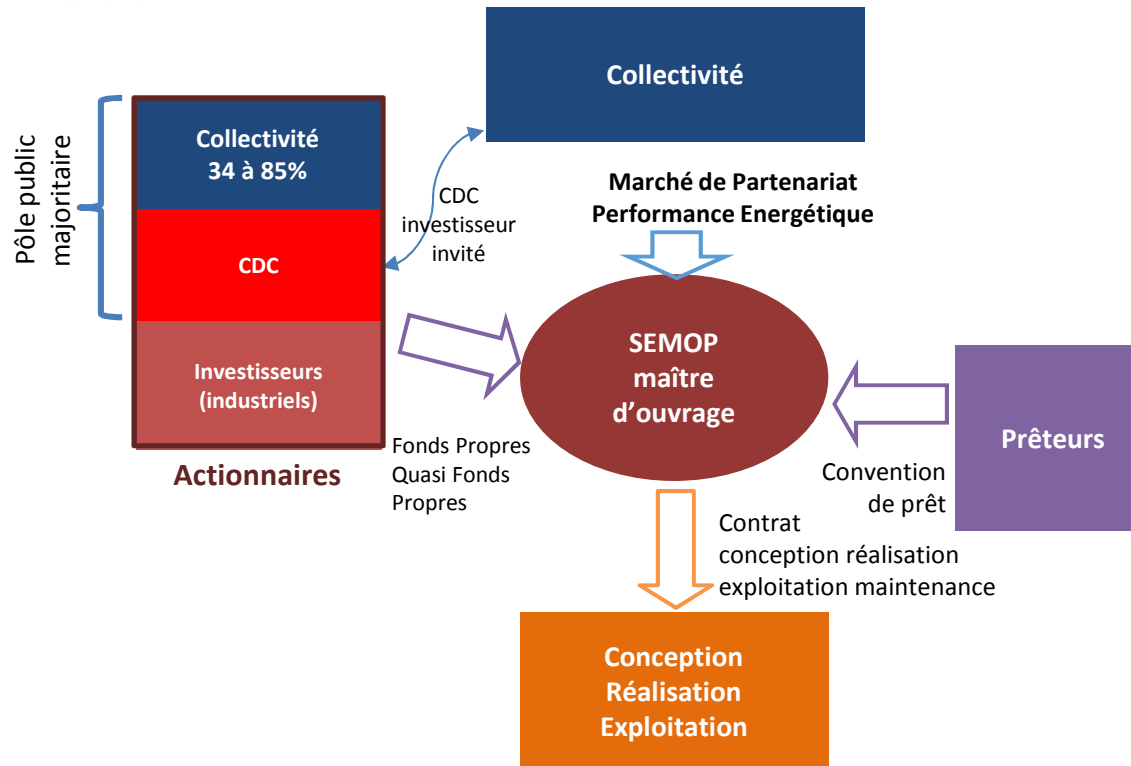 Collectivité
Pôle public
majoritaire
Collectivité
34 à 85%
CDC
Investisseurs
(industriels)
Actionnaires
CDC
investisseur
invité
Marché de Partenariat
Performance Energétique
SEMOP
maître
d’ouvrage
Fonds Propres
Quasi Fonds
Propres
Prêteurs
Convention
de prêt
Contrat
conception réalisation
exploitation maintenance
Conception
Réalisation
Exploitation